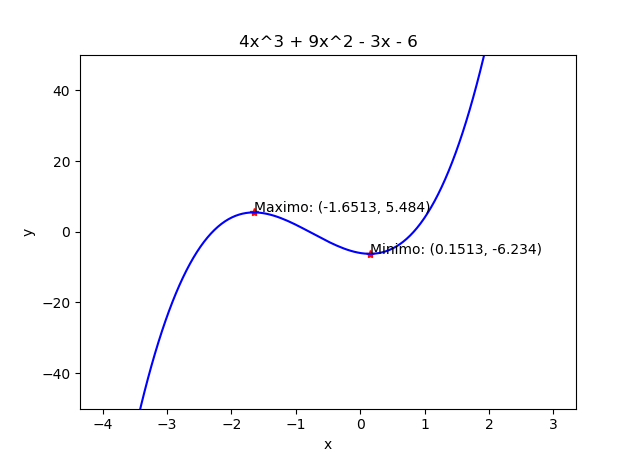 4x^3 + 9x^2 - 3x - 6
40
20
0
−20
−40
y
Maximo: (-1.6513, 5.484)
Minimo: (0.1513, -6.234)
−4
−3
−2
−1
0
1
2
3
x